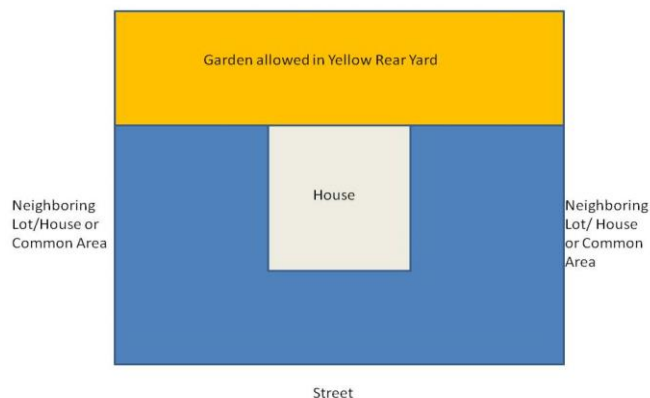 Garden allowed in Yellow Rear Yard
House
Neighboring
Lot/House or
Common Area
Neighboring
Lot/ House
or Common
Area
Street